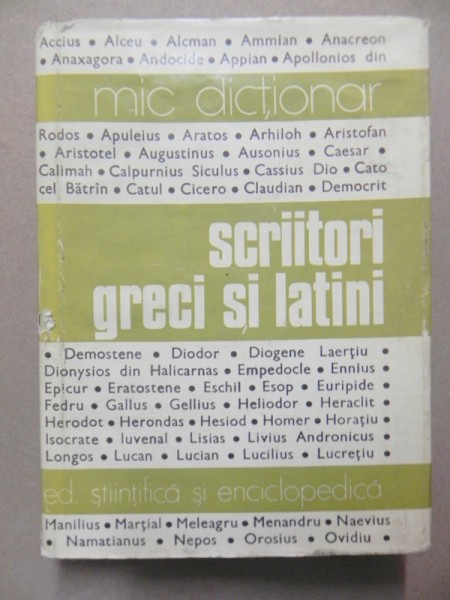 Accius • Alceu • Alcman • Ammian • Anacreon
• Anaxagora • Andocide • Appian • Apollonios din
mic dicționar
Rodos • Apuleius • Aratos • Arhiloh • Aristofan
• Aristotel • Augustinus • Ausonius • Caesar •
Calimah • Calpurnius Siculus • Cassius Dio • Cato
cel Bătrîn • Catul • Cicero • Claudian • Democrit
scriitori
greci și latini
• Demostene • Diodor • Diogene Laerțiu •
Dionysios din Halicarnas • Empedocle • Ennius •
Epicur • Eratostene • Eschil • Esop • Euripide •
Fedru • Gallus • Gellius • Heliodor • Heraclit •
Herodot • Herondas • Hesiod • Homer • Horațiu •
Isocrate • Iuvenal • Lisias • Livius Andronicus •
Longos • Lucan • Lucian • Lucilius • Lucrețiu •
ed. științifică și enciclopedică
Manilius • Marțial • Meleagru • Menandru • Naevius
• Namatianus • Nepos • Orosius • Ovidiu •